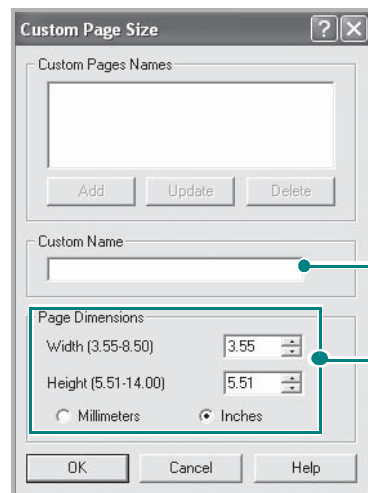 Custom Page Size
Custom Pages Names
Add Update Delete
Custom Name
Page Dimensions
Width (3.55-8.50) 3.55
Height (5.51-14.00) 5.51
Millimeters Inches
OK Cancel Help